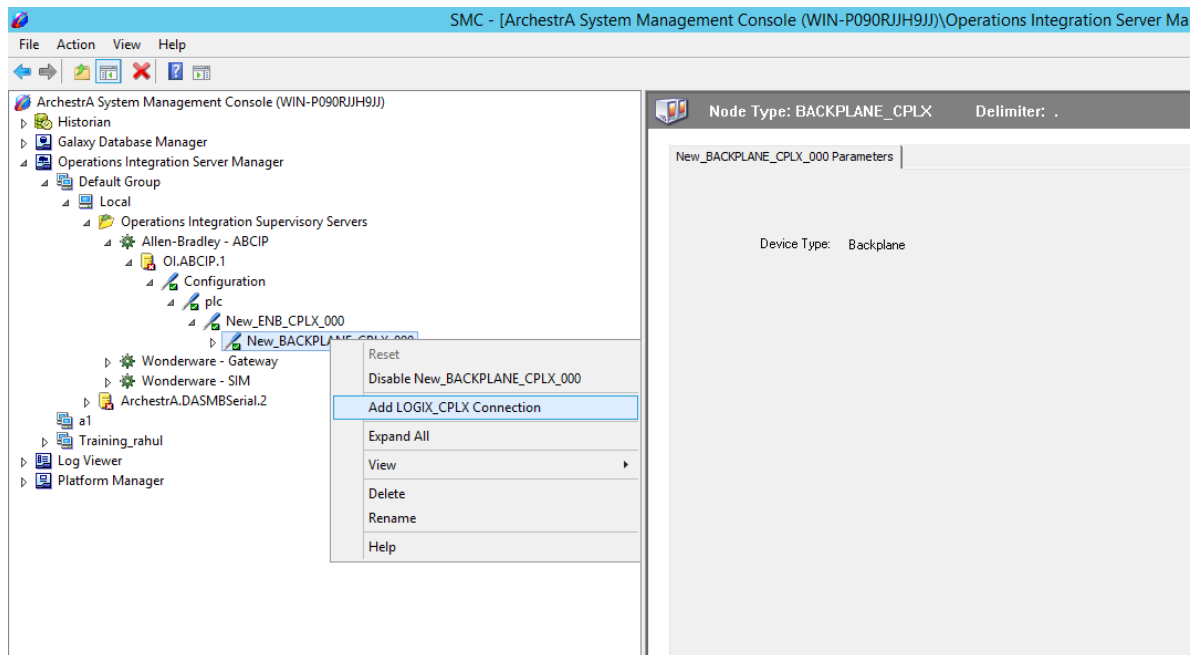 SMC - [ArchestrA System Management Console (WIN-P090RJJH9JJ)\Operations Integration Server Ma
File Action View Help
ArchestrA System Management Console (WIN-P090RJJH9JJ)
Historian
Galaxy Database Manager
Operations Integration Server Manager
Default Group
Local
Operations Integration Supervisory Servers
Allen-Bradley - ABCIP
OI.ABCIP.1
Configuration
plc
New_ENB_CPLX_000
New_BACKPLANE_CPLX_000
Wonderware - Gateway
Wonderware - SIM
ArchestrA.DASMBSerial.2
a1
Training_rahul
Log Viewer
Platform Manager
Reset
Disable New_BACKPLANE_CPLX_000
Add LOGIX_CPLX Connection
Expand All
View
Delete
Rename
Help
Node Type: BACKPLANE_CPLX Delimiter: .
New_BACKPLANE_CPLX_000 Parameters
Device Type: Backplane